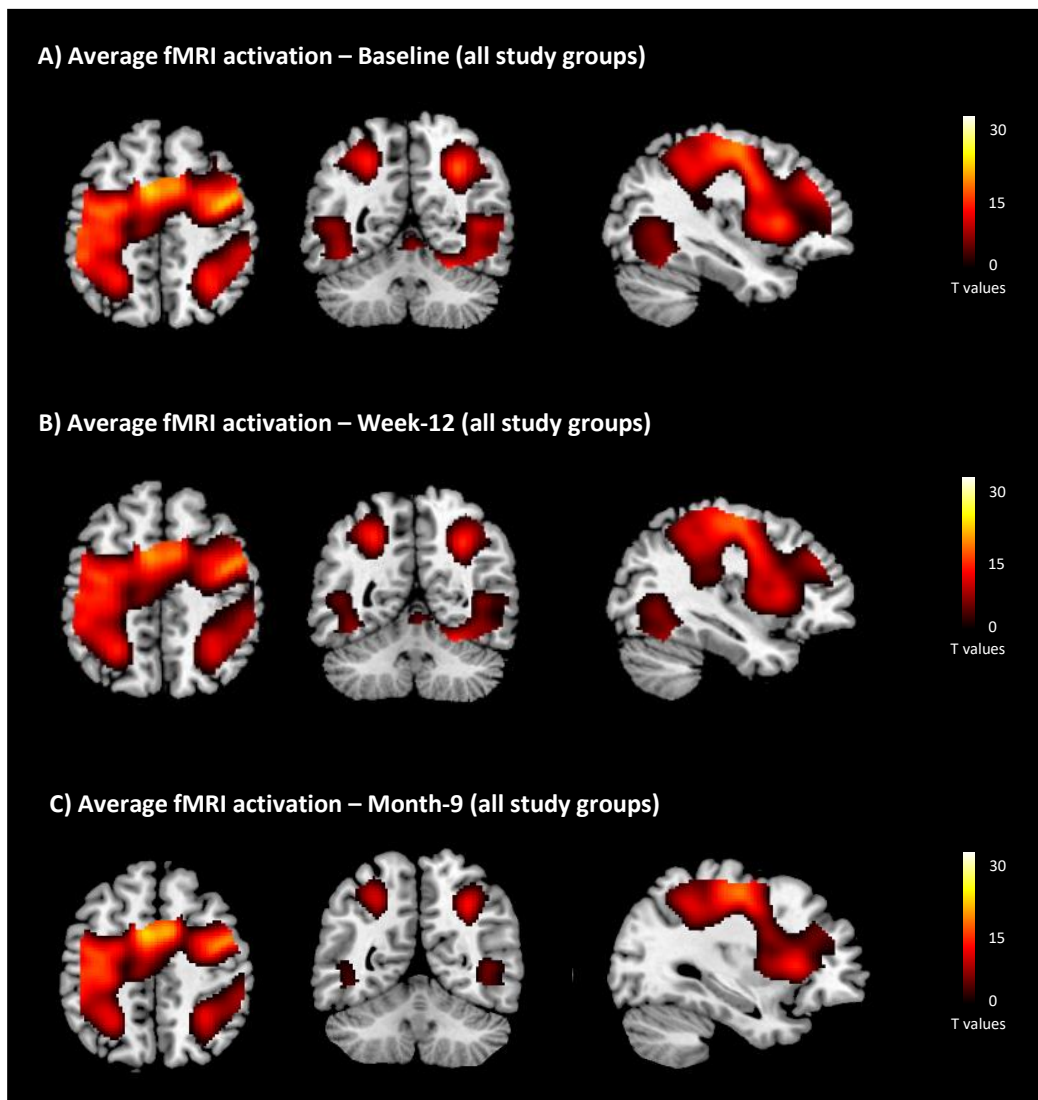 A) Average fMRI activation – Baseline (all study groups)
30
15
0
T values
B) Average fMRI activation – Week-12 (all study groups)
30
15
0
T values
C) Average fMRI activation – Month-9 (all study groups)
30
15
0
T values